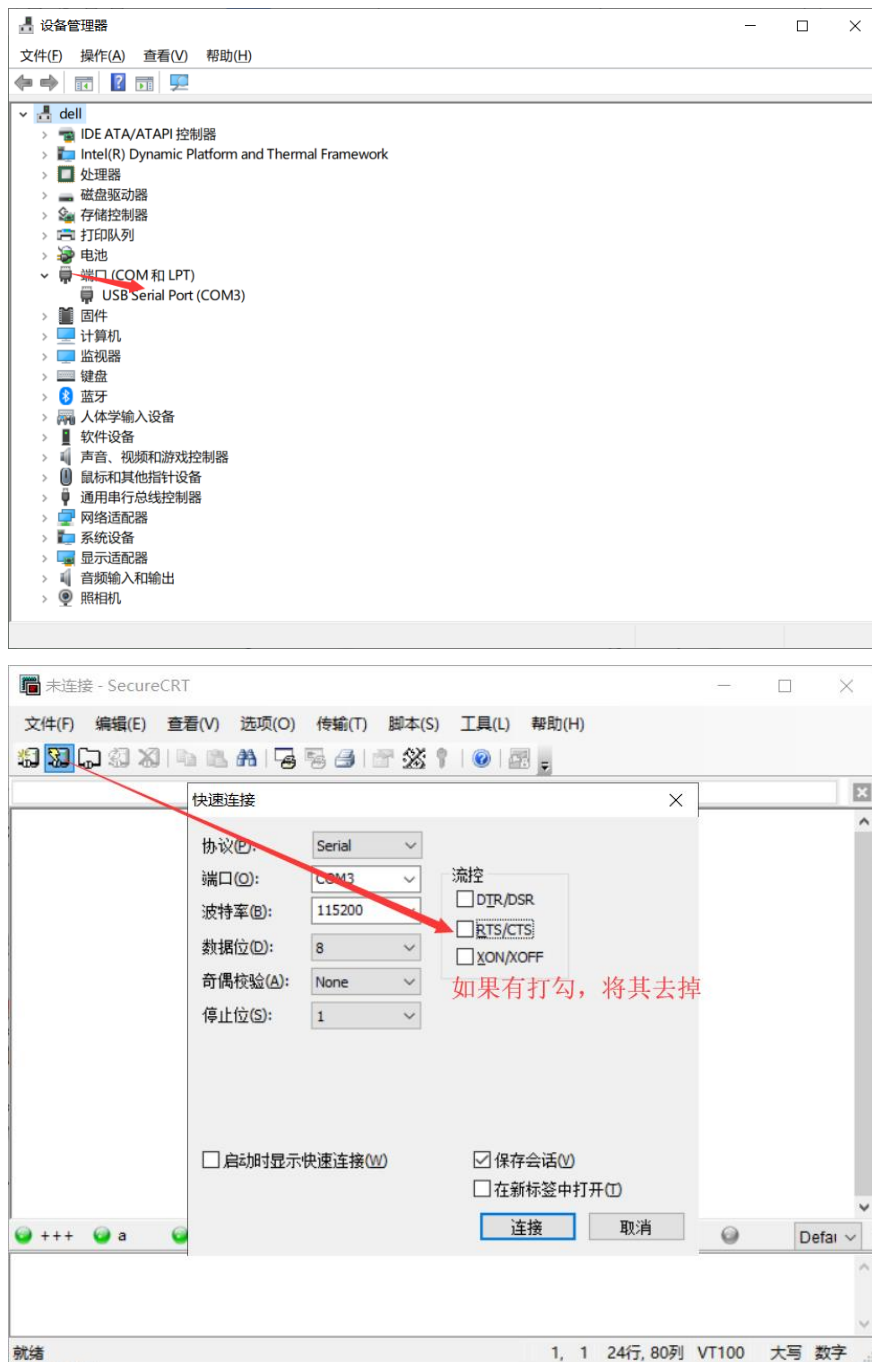 设备管理器
文件(F) 操作(A) 查看(V) 帮助(H)
dell
IDE ATA/ATAPI 控制器
Intel(R) Dynamic Platform and Thermal Framework
处理器
磁盘驱动器
存储控制器
打印队列
电池
端口 (COM 和 LPT)
USB Serial Port (COM3)
固件
计算机
监视器
键盘
蓝牙
人体学输入设备
软件设备
声音、视频和游戏控制器
鼠标和其他指针设备
通用串行总线控制器
网络适配器
系统设备
显示适配器
音频输入和输出
照相机
未连接 - SecureCRT
文件(F) 编辑(E) 查看(V) 选项(O) 传输(T) 脚本(S) 工具(L) 帮助(H)
快速连接
协议(P): Serial
端口(O): COM3
波特率(B): 115200
数据位(D): 8
奇偶校验(A): None
停止位(S): 1
流控
DTR/DSR
RTS/CTS
XON/XOFF
如果有打勾，将其去掉
启动时显示快速连接(W)
保存会话(V)
在新标签中打开(T)
连接 取消
+++ a Defai
就绪 1, 1 24行, 80列 VT100 大写 数字